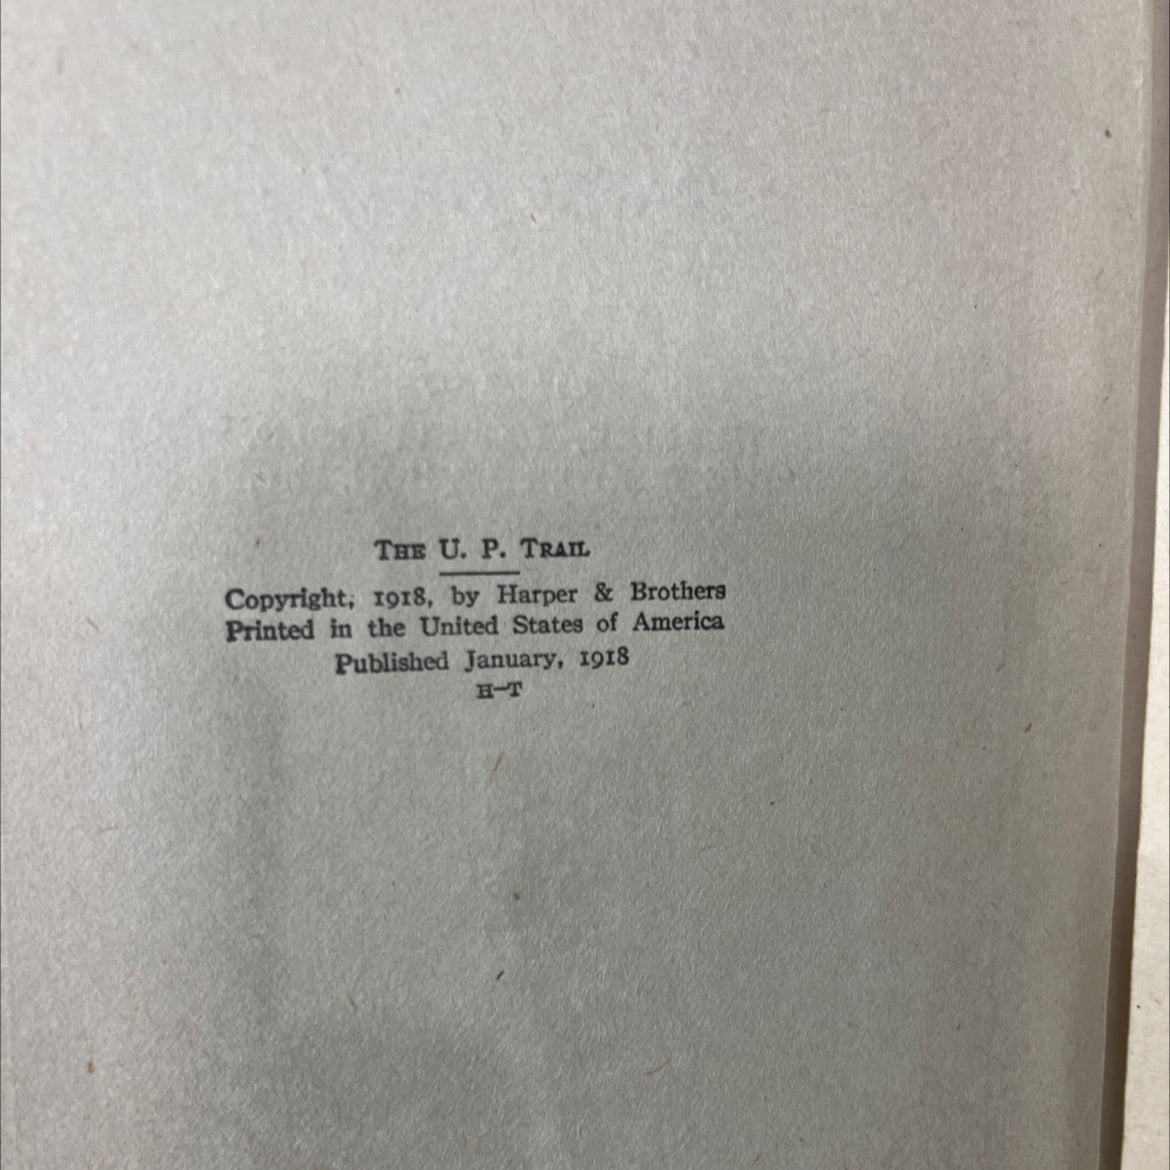 The U. P. Trail
Copyright, 1918, by Harper & Brothers
Printed in the United States of America
Published January, 1918
H-T